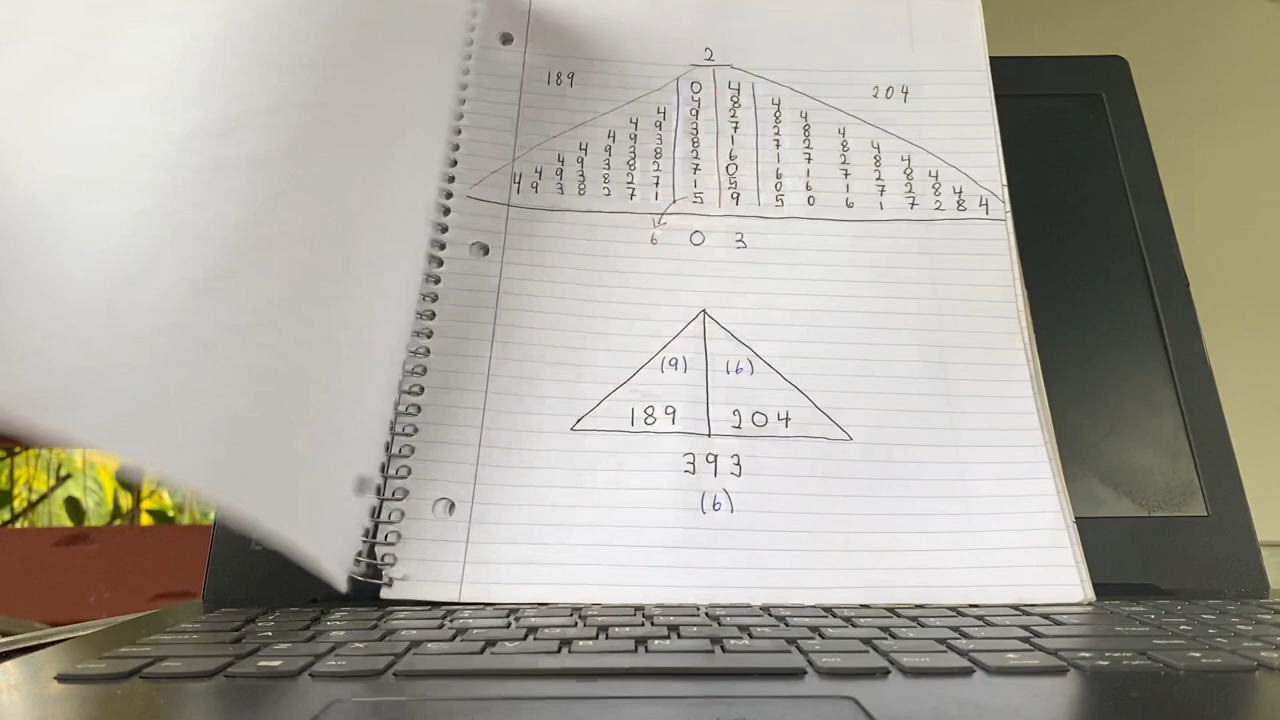 2
189 204
0 4
4 8 4
4 9 2 8 4
4 9 3 7 2 8 4
4 9 3 8 1 7 2 8 4
4 9 3 8 2 6 1 7 2 8 4
4 9 3 8 2 7 0 6 1 7 2 8 4
4 9 3 8 2 7 1 5 0 6 1 7 2 8 4
4 9 3 8 2 7 1 5 9 5 0 6 1 7 2 8 4
6 0 3
(9) (6)
189 204
393
(6)